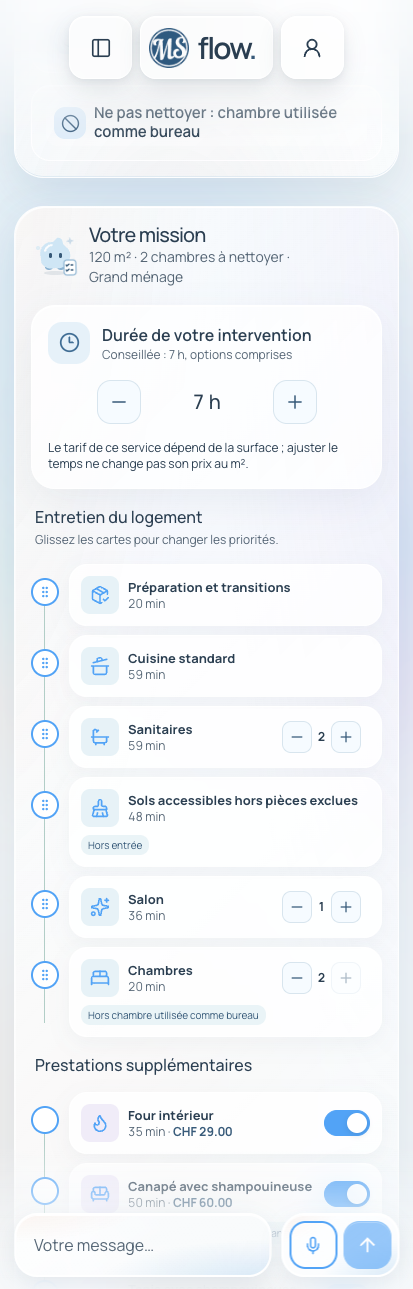 MS flow.
Ne pas nettoyer : chambre utilisée
comme bureau
Votre mission
120 m² · 2 chambres à nettoyer ·
Grand ménage
Durée de votre intervention
Conseillée : 7 h, options comprises
7 h
Le tarif de ce service dépend de la surface ; ajuster le
temps ne change pas son prix au m².
Entretien du logement
Glissez les cartes pour changer les priorités.
Préparation et transitions
20 min
Cuisine standard
59 min
Sanitaires
59 min
2
Sols accessibles hors pièces exclues
48 min
Hors entrée
Salon
36 min
1
Chambres
20 min
2
Hors chambre utilisée comme bureau
Prestations supplémentaires
Four intérieur
35 min · CHF 29.00
Canapé avec shampouineuse
50 min · CHF 60.00
Votre message...